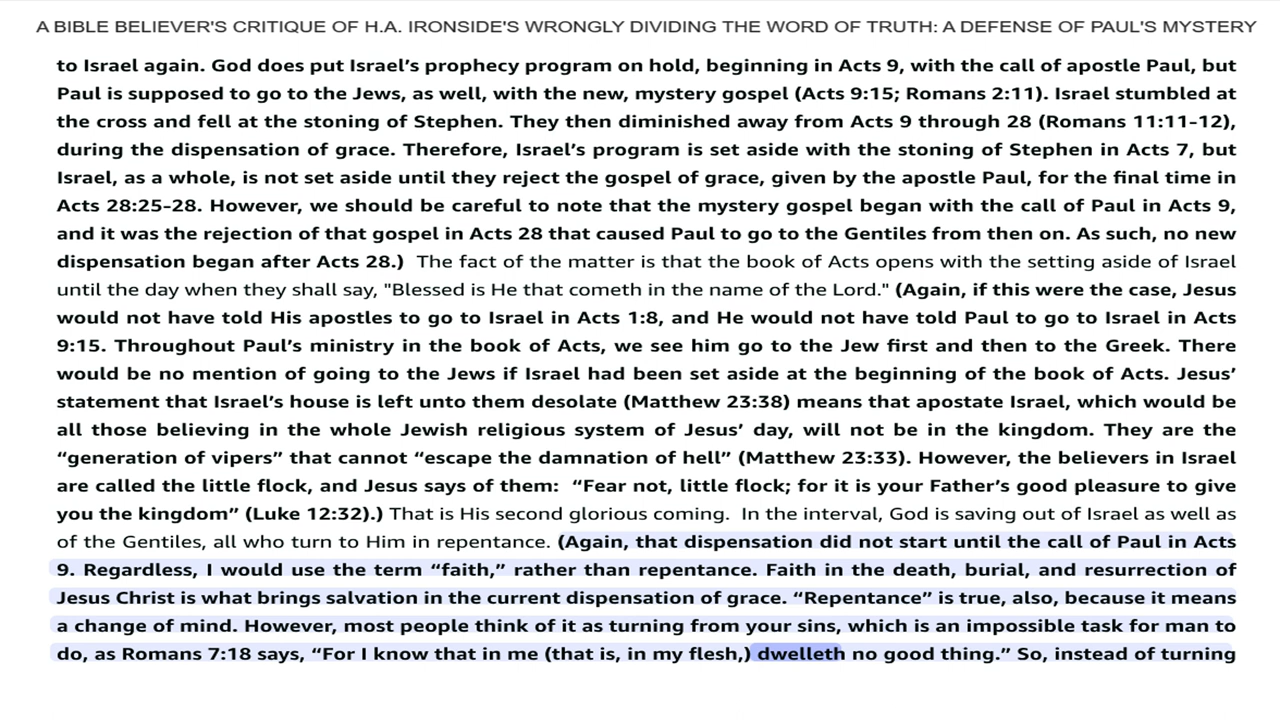 A BIBLE BELIEVER'S CRITIQUE OF H.A. IRONSIDE'S WRONGLY DIVIDING THE WORD OF TRUTH: A DEFENSE OF PAUL'S MYSTERY
to Israel again. God does put Israel’s prophecy program on hold, beginning in Acts 9, with the call of apostle Paul, but
Paul is supposed to go to the Jews, as well, with the new, mystery gospel (Acts 9:15; Romans 2:11). Israel stumbled at
the cross and fell at the stoning of Stephen. They then diminished away from Acts 9 through 28 (Romans 11:11-12),
during the dispensation of grace. Therefore, Israel’s program is set aside with the stoning of Stephen in Acts 7, but
Israel, as a whole, is not set aside until they reject the gospel of grace, given by the apostle Paul, for the final time in
Acts 28:25-28. However, we should be careful to note that the mystery gospel began with the call of Paul in Acts 9,
and it was the rejection of that gospel in Acts 28 that caused Paul to go to the Gentiles from then on. As such, no new
dispensation began after Acts 28.) The fact of the matter is that the book of Acts opens with the setting aside of Israel
until the day when they shall say, "Blessed is He that cometh in the name of the Lord." (Again, if this were the case, Jesus
would not have told His apostles to go to Israel in Acts 1:8, and He would not have told Paul to go to Israel in Acts
9:15. Throughout Paul’s ministry in the book of Acts, we see him go to the Jew first and then to the Greek. There
would be no mention of going to the Jews if Israel had been set aside at the beginning of the book of Acts. Jesus’
statement that Israel’s house is left unto them desolate (Matthew 23:38) means that apostate Israel, which would be
all those believing in the whole Jewish religious system of Jesus’ day, will not be in the kingdom. They are the
“generation of vipers” that cannot “escape the damnation of hell” (Matthew 23:33). However, the believers in Israel
are called the little flock, and Jesus says of them: “Fear not, little flock; for it is your Father’s good pleasure to give
you the kingdom” (Luke 12:32).) That is His second glorious coming. In the interval, God is saving out of Israel as well as
of the Gentiles, all who turn to Him in repentance. (Again, that dispensation did not start until the call of Paul in Acts
9. Regardless, I would use the term “faith,” rather than repentance. Faith in the death, burial, and resurrection of
Jesus Christ is what brings salvation in the current dispensation of grace. “Repentance” is true, also, because it means
a change of mind. However, most people think of it as turning from your sins, which is an impossible task for man to
do, as Romans 7:18 says, “For I know that in me (that is, in my flesh,) dwelleth no good thing.” So, instead of turning